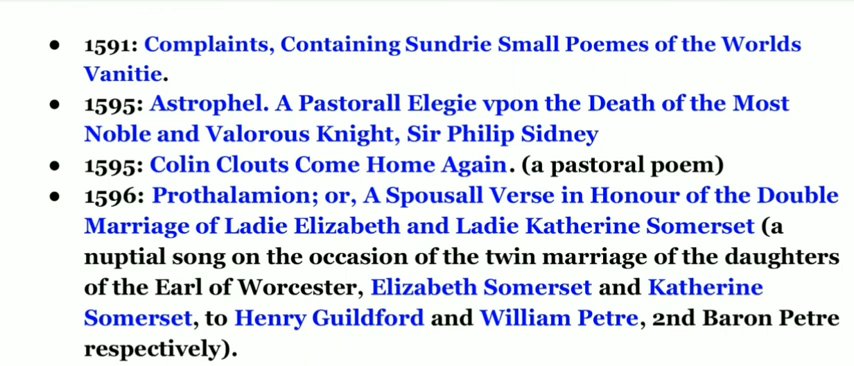 ● 1591: Complaints, Containing Sundrie Small Poemes of the Worlds
Vanitie.
● 1595: Astrophel. A Pastorall Elegie vpon the Death of the Most
Noble and Valorous Knight, Sir Philip Sidney
● 1595: Colin Clouts Come Home Again. (a pastoral poem)
● 1596: Prothalamion; or, A Spousall Verse in Honour of the Double
Marriage of Ladie Elizabeth and Ladie Katherine Somerset (a
nuptial song on the occasion of the twin marriage of the daughters
of the Earl of Worcester, Elizabeth Somerset and Katherine
Somerset, to Henry Guildford and William Petre, 2nd Baron Petre
respectively).